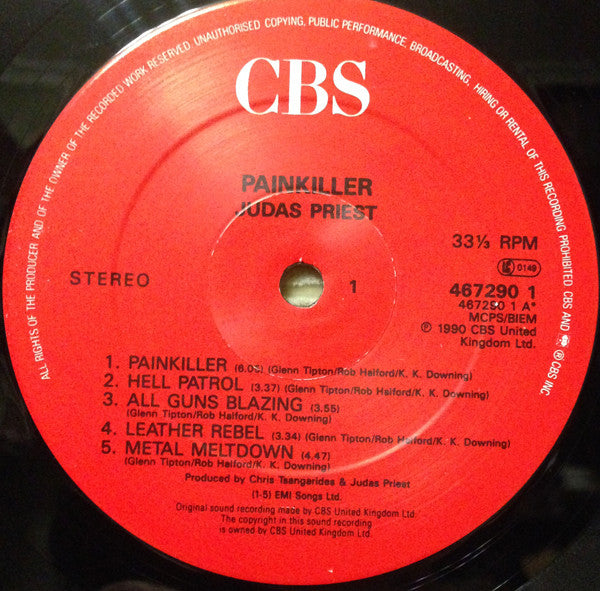 ALL RIGHTS OF THE PRODUCER AND OF THE OWNER OF THE RECORDED WORK RESERVED. UNAUTHORISED COPYING, PUBLIC PERFORMANCE, BROADCASTING, HIRING OR RENTAL OF THIS RECORDING PROHIBITED CBS AND ® CBS INC
CBS
PAINKILLER
JUDAS PRIEST
33⅓ RPM
STEREO
1
LC 0149
467290 1
467290 1 A*
MCPS/BIEM
℗ 1990 CBS United
Kingdom Ltd.
1. PAINKILLER (6.06) (Glenn Tipton/Rob Halford/K. K. Downing)
2. HELL PATROL (3.37) (Glenn Tipton/Rob Halford/K. K. Downing)
3. ALL GUNS BLAZING (3.55)
(Glenn Tipton/Rob Halford/K. K. Downing)
4. LEATHER REBEL (3.34) (Glenn Tipton/Rob Halford/K. K. Downing)
5. METAL MELTDOWN (4.47)
(Glenn Tipton/Rob Halford/K. K. Downing)
Produced by Chris Tsangarides & Judas Priest
(1-5) EMI Songs Ltd.
Original sound recording made by CBS United Kingdom Ltd.
The copyright in this sound recording
is owned by CBS United Kingdom Ltd.